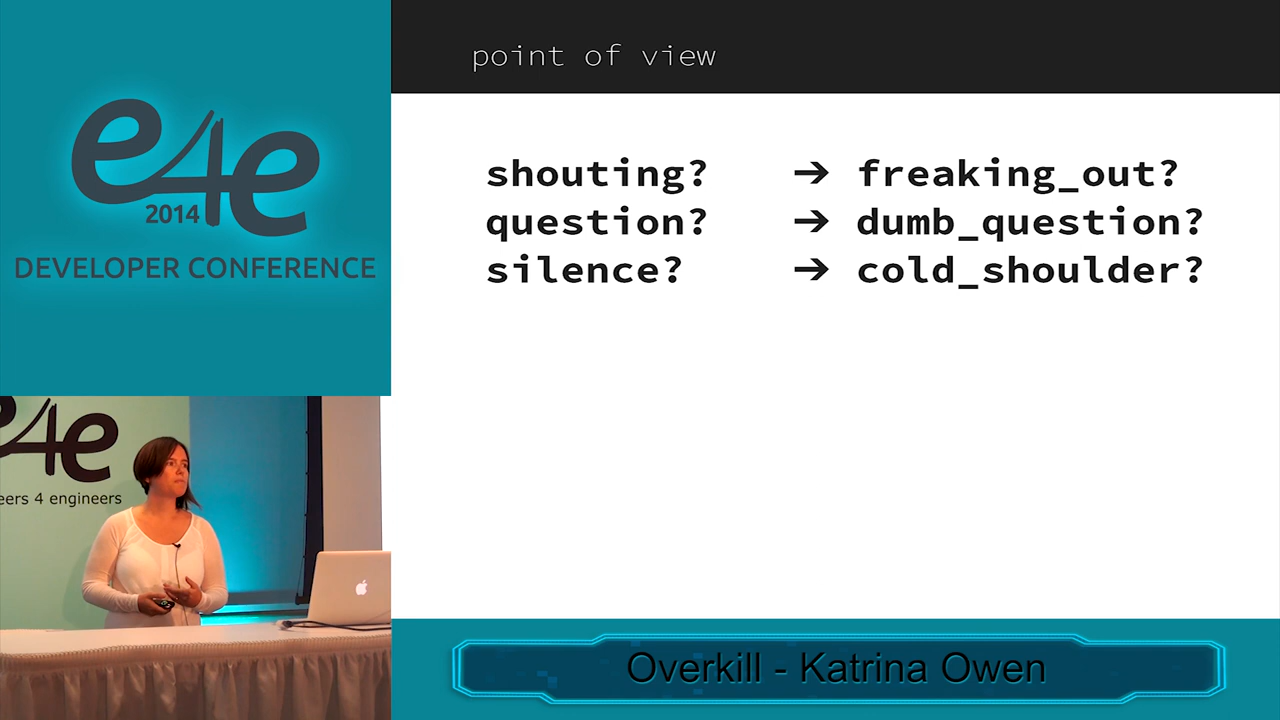 e4e
2014
DEVELOPER CONFERENCE
4e
eers 4 engineers
point of view
shouting? ➔ freaking_out?
question? ➔ dumb_question?
silence? ➔ cold_shoulder?
Overkill - Katrina Owen